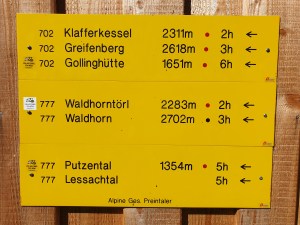 702 Klafferkessel 2311m • 2h ←
702 Greifenberg 2618m • 3h ←
702 Gollinghütte 1651m • 6h ←
777 Waldhorntörl 2283m • 2h ←
777 Waldhorn 2702m • 3h ←
777 Putzental 1354m • 5h ←
777 Lessachtal 5h ←
Alpine Ges. Preintaler